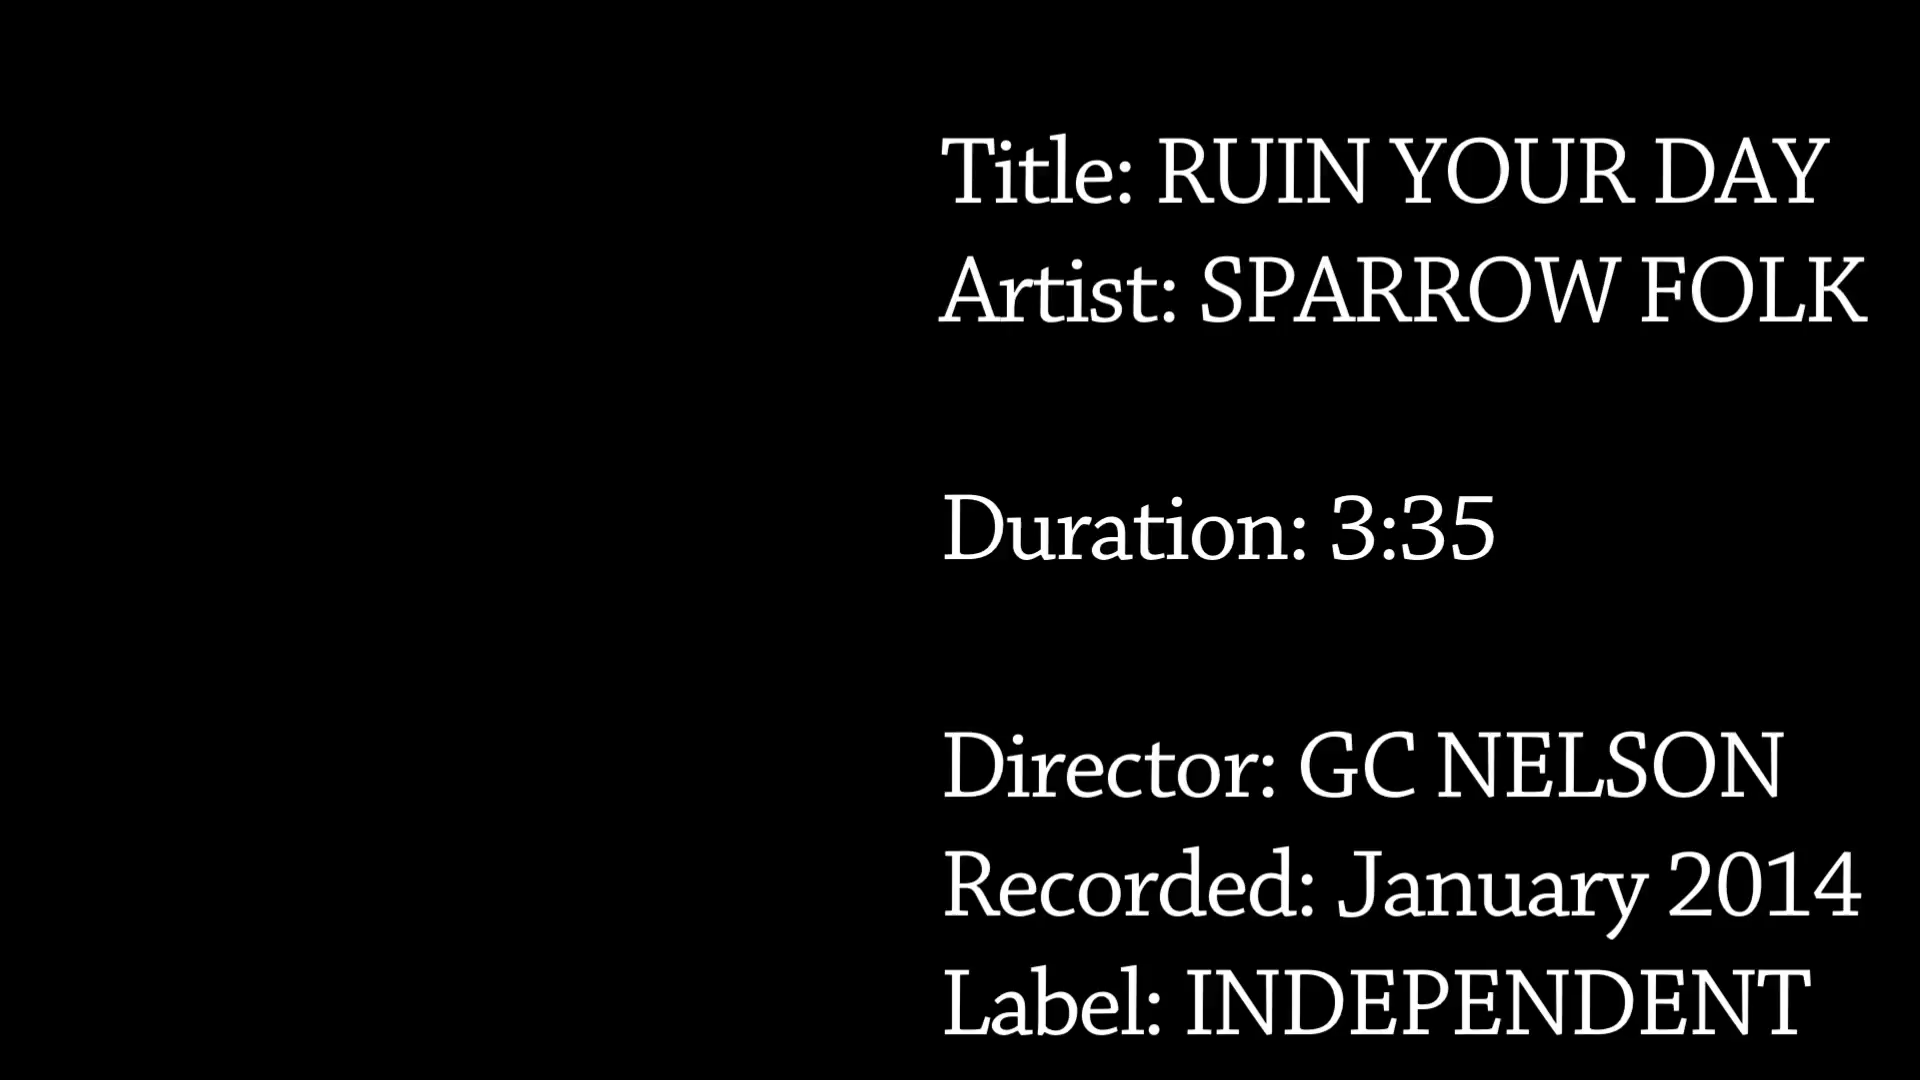 Title: RUIN YOUR DAY
Artist: SPARROW FOLK
Duration: 3:35
Director: GC NELSON
Recorded: January 2014
Label: INDEPENDENT